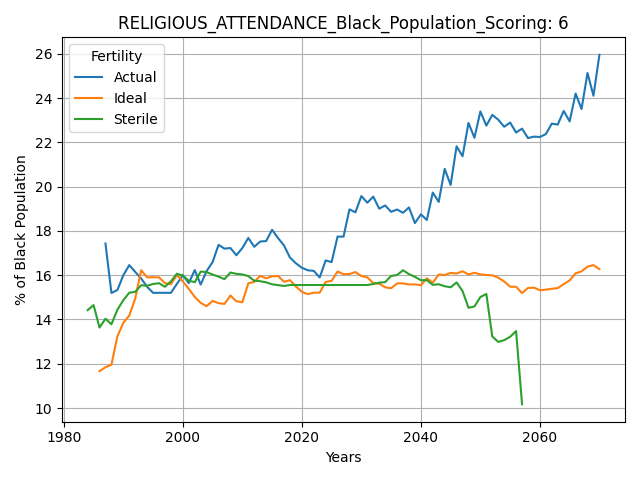 RELIGIOUS_ATTENDANCE_Black_Population_Scoring: 6
Fertility
Actual
Ideal
Sterile
26
24
22
20
18
16
14
12
10
% of Black Population
1980
2000
2020
2040
2060
Years